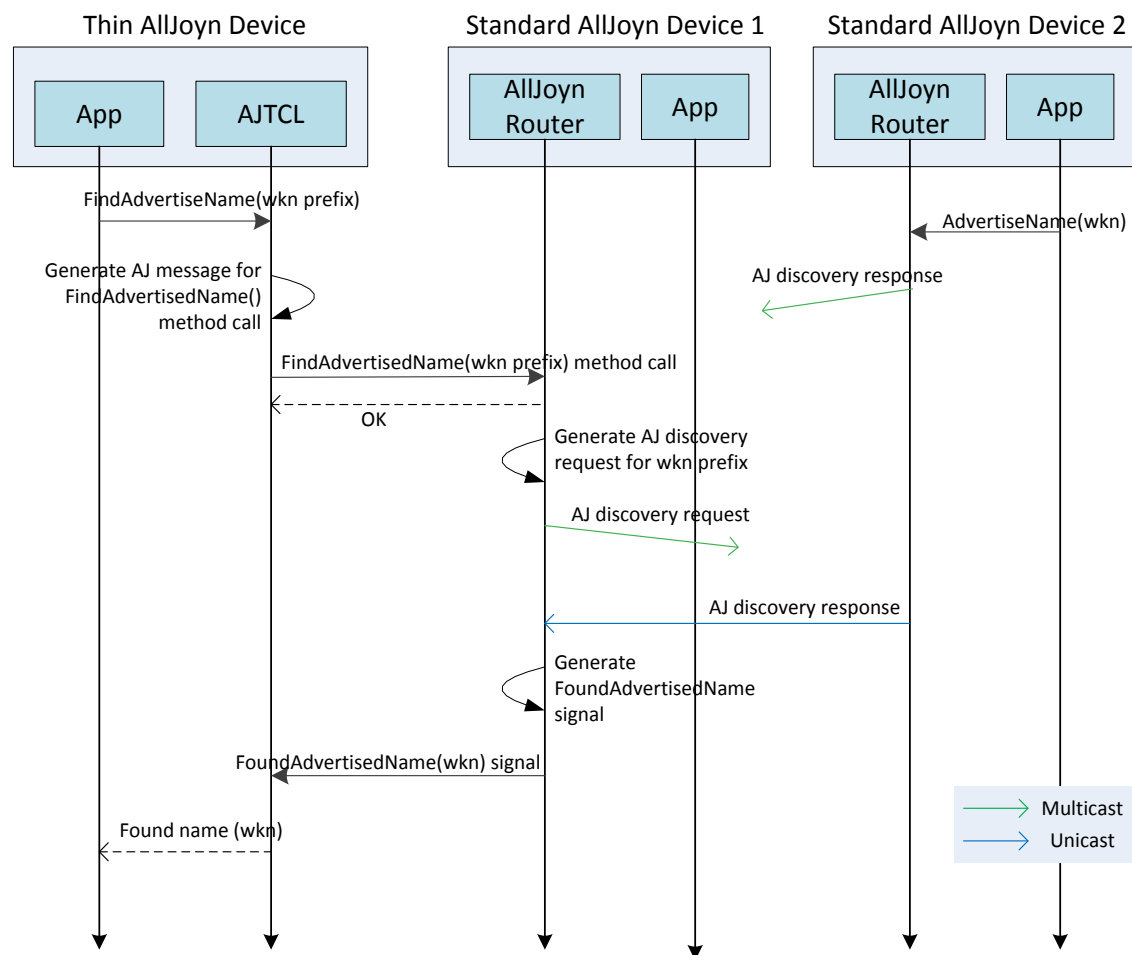 Thin AllJoyn Device
Standard AllJoyn Device 1
Standard AllJoyn Device 2
App
AJTCL
AllJoyn
Router
App
AllJoyn
Router
App
FindAdvertiseName(wkn prefix)
AdvertiseName(wkn)
Generate AJ message for
FindAdvertisedName()
method call
AJ discovery response
FindAdvertisedName(wkn prefix) method call
OK
Generate AJ discovery
request for wkn prefix
AJ discovery request
AJ discovery response
Generate
FoundAdvertisedName
signal
FoundAdvertisedName(wkn) signal
Found name (wkn)
Multicast
Unicast